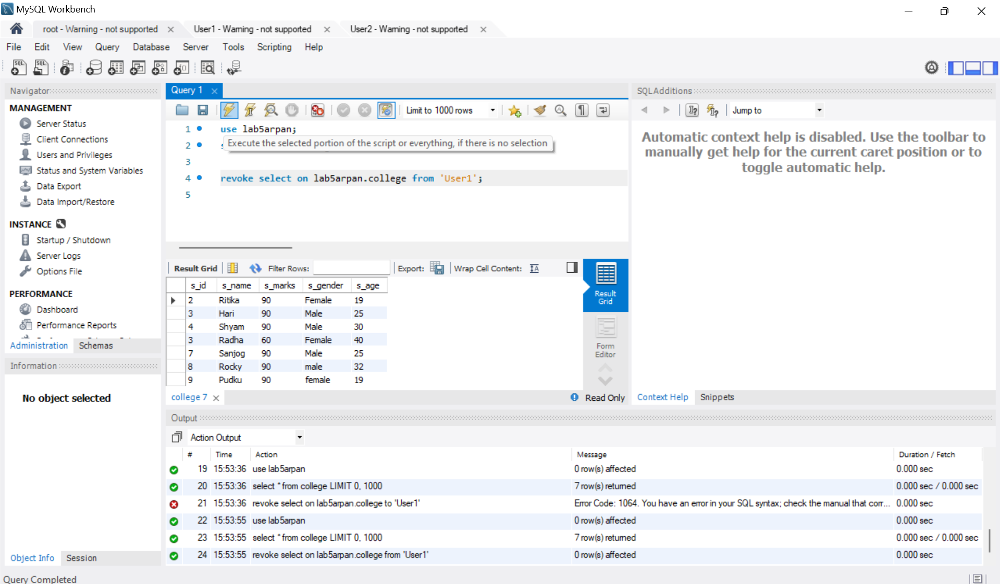 MySQL Workbench
root - Warning - not supported
User1 - Warning - not supported
User2 - Warning - not supported
File Edit View Query Database Server Tools Scripting Help
Navigator
MANAGEMENT
Server Status
Client Connections
Users and Privileges
Status and System Variables
Data Export
Data Import/Restore
INSTANCE
Startup / Shutdown
Server Logs
Options File
PERFORMANCE
Dashboard
Performance Reports
Administration Schemas
Information
No object selected
Object Info Session
Query 1
Limit to 1000 rows
1 use lab5arpan;
2
Execute the selected portion of the script or everything, if there is no selection
3
4 revoke select on lab5arpan.college from 'User1';
5
Result Grid Filter Rows: Export: Wrap Cell Content:
s_id s_name s_marks s_gender s_age
2 Ritika 90 Female 19
3 Hari 90 Male 25
4 Shyam 90 Male 30
3 Radha 60 Female 40
7 Sanjog 90 Male 25
8 Rocky 90 male 32
9 Pudku 90 female 19
Result
Grid
Form
Editor
college 7
Read Only
SQLAdditions
Jump to
Automatic context help is disabled. Use the toolbar to
manually get help for the current caret position or to
toggle automatic help.
Context Help Snippets
Output
Action Output
# Time Action Message Duration / Fetch
19 15:53:36 use lab5arpan 0 row(s) affected 0.000 sec
20 15:53:36 select * from college LIMIT 0, 1000 7 row(s) returned 0.000 sec / 0.000 sec
21 15:53:36 revoke select on lab5arpan.college to 'User1' Error Code: 1064. You have an error in your SQL syntax; check the manual that corr... 0.000 sec
22 15:53:55 use lab5arpan 0 row(s) affected 0.000 sec
23 15:53:55 select * from college LIMIT 0, 1000 7 row(s) returned 0.000 sec / 0.000 sec
24 15:53:55 revoke select on lab5arpan.college from 'User1' 0 row(s) affected 0.000 sec
Query Completed